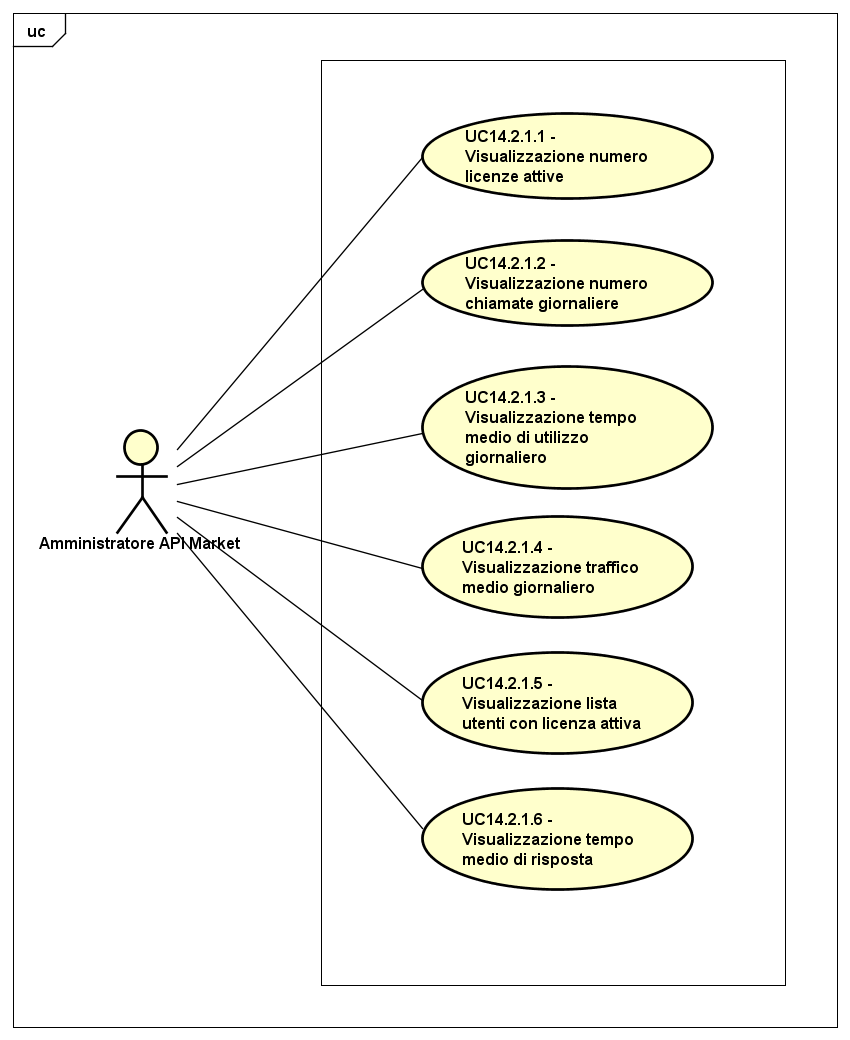 uc
UC14.2.1.1 -
Visualizzazione numero
licenze attive
UC14.2.1.2 -
Visualizzazione numero
chiamate giornaliere
UC14.2.1.3 -
Visualizzazione tempo
medio di utilizzo
giornaliero
Amministratore API Market
UC14.2.1.4 -
Visualizzazione traffico
medio giornaliero
UC14.2.1.5 -
Visualizzazione lista
utenti con licenza attiva
UC14.2.1.6 -
Visualizzazione tempo
medio di risposta